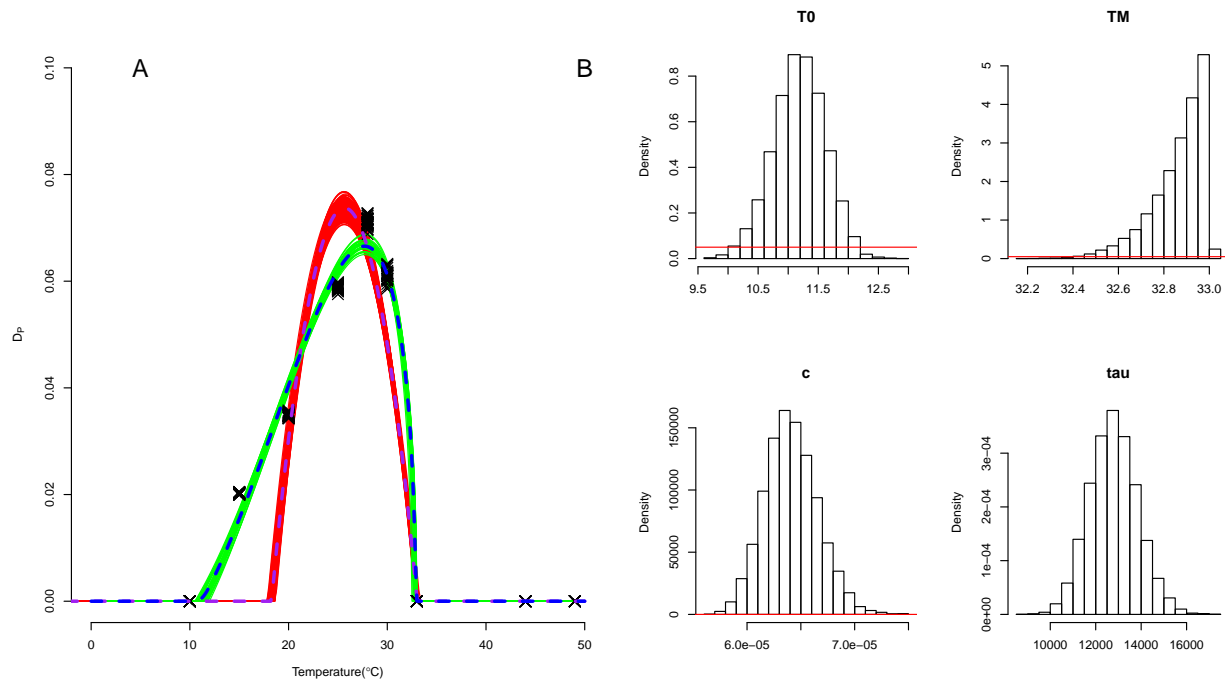 A
B
D_P
0.00
0.02
0.04
0.06
0.08
0.10
0 10 20 30 40 50
Temperature(°C)
T0
Density
0.0 0.2 0.4 0.6 0.8
9.5 10.5 11.5 12.5
TM
Density
0 1 2 3 4 5
32.2 32.4 32.6 32.8 33.0
c
Density
0 50000 100000 150000
6.0e−05 7.0e−05
tau
Density
0e+00 1e−04 2e−04 3e−04
10000 12000 14000 16000